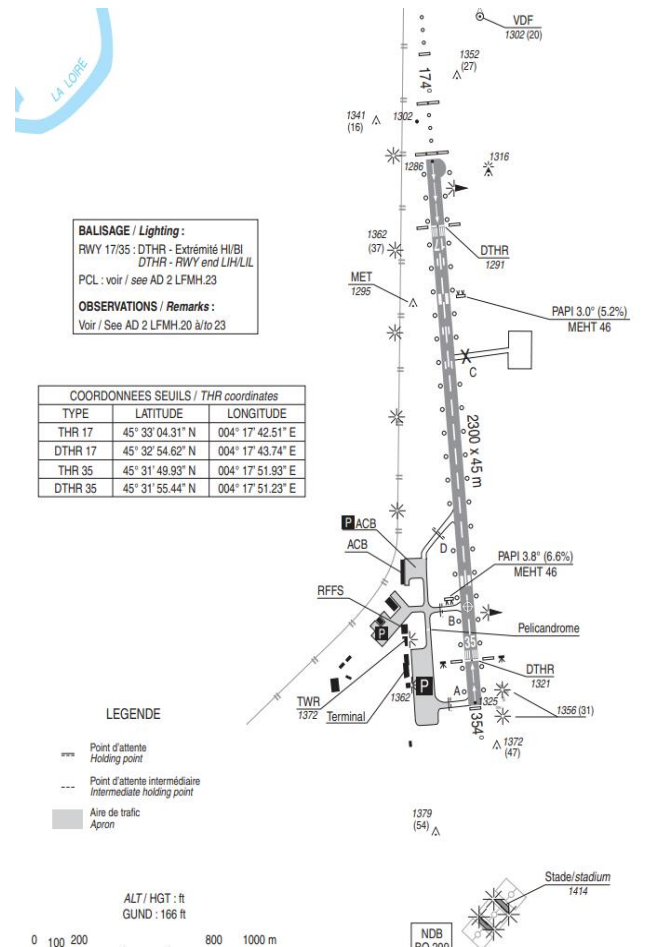 VDF
1302 (20)
LA LOIRE
1352
(27)
174°
1341
(16)
1302
1286
1316
BALISAGE / Lighting :
RWY 17/35 : DTHR - Extrémité HI/BI
DTHR - RWY end LIH/LIL
PCL : voir / see AD 2 LFMH.23
OBSERVATIONS / Remarks :
Voir / See AD 2 LFMH.20 à/to 23
1362
(37)
17
DTHR
1291
MET
1295
PAPI 3.0° (5.2%)
MEHT 46
C
COORDONNEES SEUILS / THR coordinates
TYPE LATITUDE LONGITUDE
THR 17 45° 33' 04.31" N 004° 17' 42.51" E
DTHR 17 45° 32' 54.62" N 004° 17' 43.74" E
THR 35 45° 31' 49.93" N 004° 17' 51.93" E
DTHR 35 45° 31' 55.44" N 004° 17' 51.23" E
2300 x 45 m
P ACB
ACB
D
PAPI 3.8° (6.6%)
MEHT 46
RFFS
B
Pelicandrome
P
35
DTHR
1321
TWR
1372
Terminal
1362
P
A
1325
1356 (31)
354°
1372
(47)
LEGENDE
Point d'attente
Holding point
Point d'attente intermédiaire
Intermediate holding point
Aire de trafic
Apron
1379
(54)
Stade/stadium
1414
ALT / HGT : ft
GUND : 166 ft
NDB
0 100 200 800 1000 m